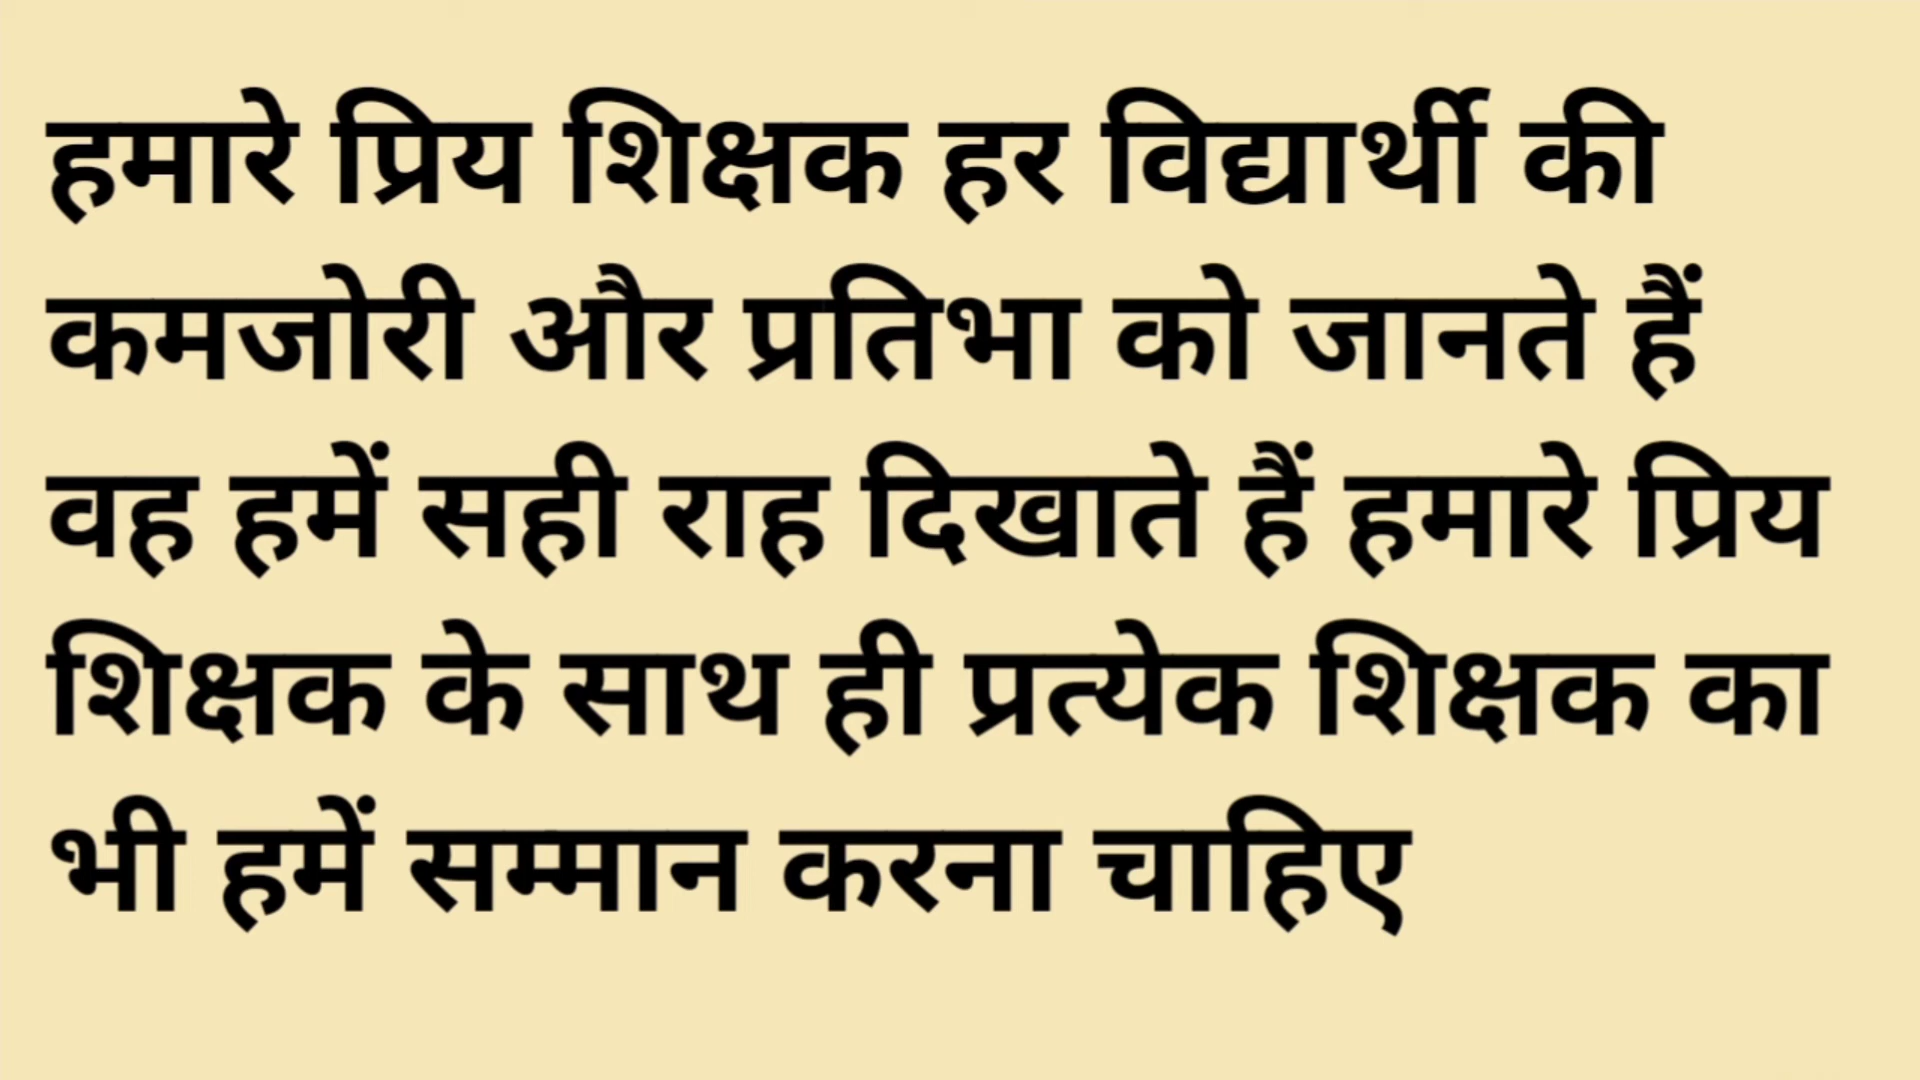 हमारे प्रिय शिक्षक हर विद्यार्थी की
कमजोरी और प्रतिभा को जानते हैं
वह हमें सही राह दिखाते हैं हमारे प्रिय
शिक्षक के साथ ही प्रत्येक शिक्षक का
भी हमें सम्मान करना चाहिए